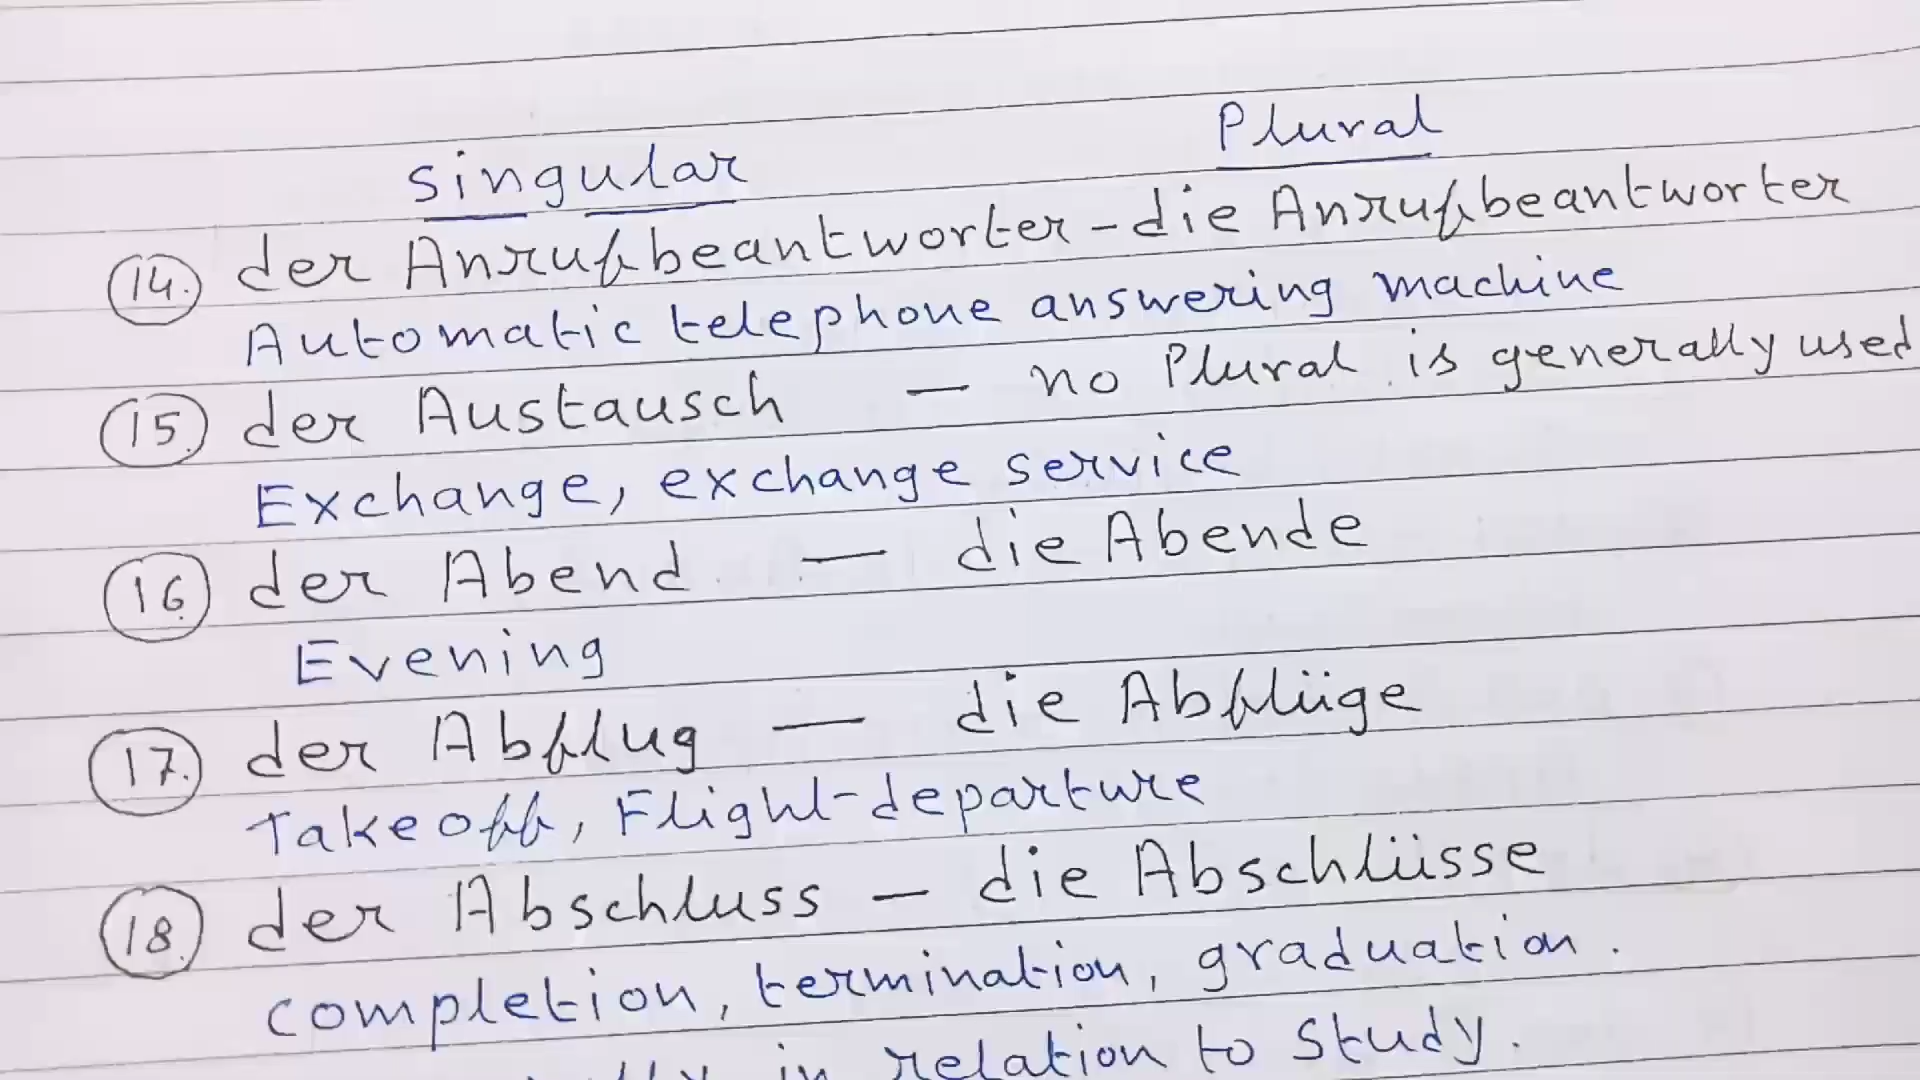 Singular Plural
14. der Anrufbeantworter - die Anrufbeantworter
Automatic telephone answering machine
15. der Austausch — no Plural is generally used
Exchange, exchange service
16. der Abend — die Abende
Evening
17. der Abflug — die Abflüge
Takeoff, Flight-departure
18. der Abschluss — die Abschlüsse
completion, termination, graduation.
in relation to study.